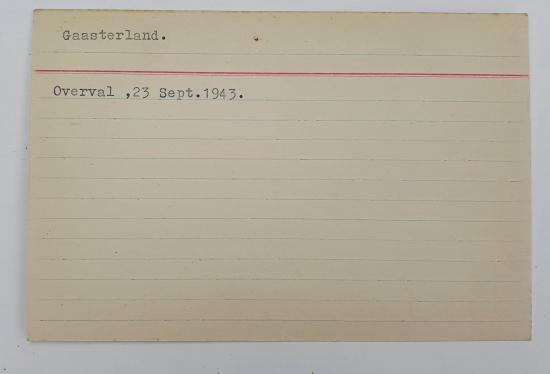 Gaasterland.
Overval ,23 Sept.1943.